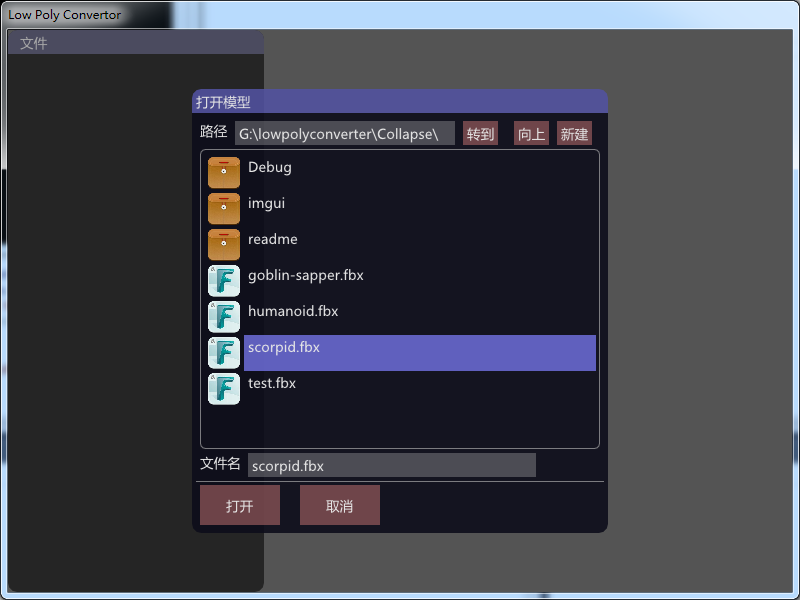 Low Poly Convertor
文件
打开模型
路径 G:\lowpolyconverter\Collapse\ 转到 向上 新建
Debug
imgui
readme
goblin-sapper.fbx
humanoid.fbx
scorpid.fbx
test.fbx
文件名 scorpid.fbx
打开 取消